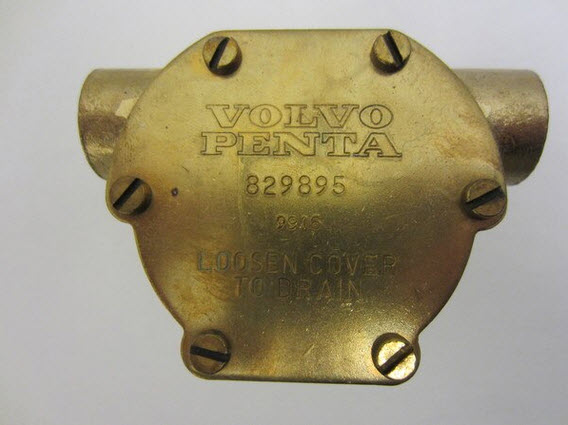 VOLVO
PENTA
829895
LOOSEN COVER
TO DRAIN